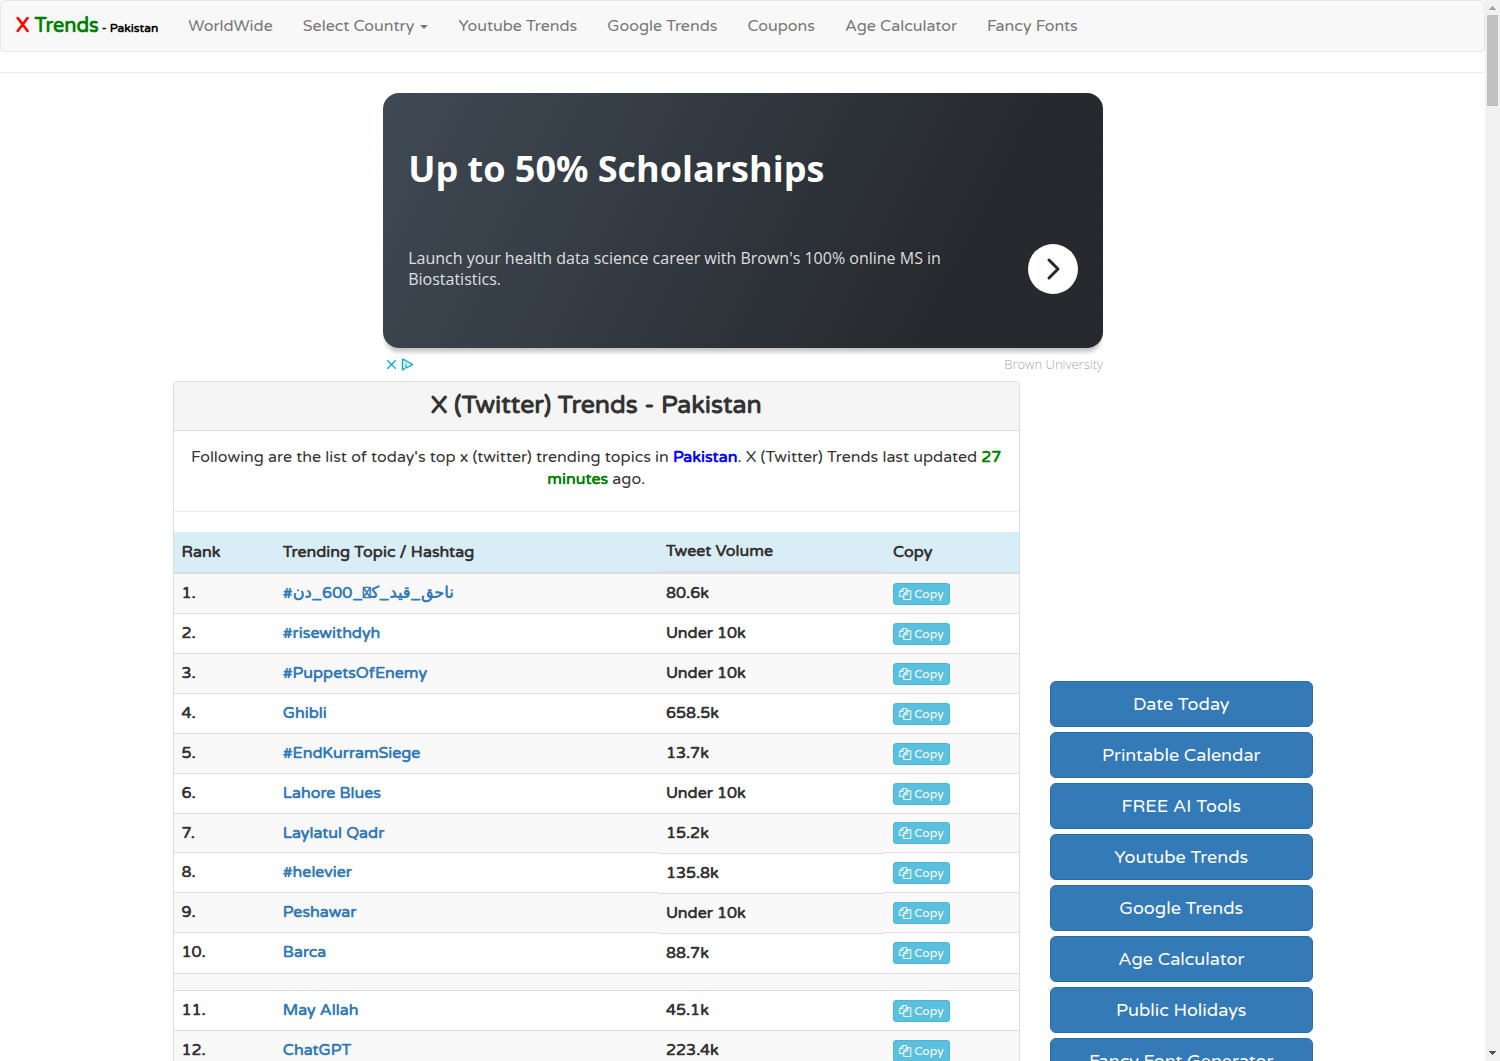 X Trends - Pakistan WorldWide Select Country Youtube Trends Google Trends Coupons Age Calculator Fancy Fonts
Up to 50% Scholarships
Launch your health data science career with Brown's 100% online MS in
Biostatistics.
Brown University
X (Twitter) Trends - Pakistan
Following are the list of today's top x (twitter) trending topics in Pakistan. X (Twitter) Trends last updated 27
minutes ago.
Rank Trending Topic / Hashtag Tweet Volume Copy
1. 80.6k Copy
2. #risewithdyh Under 10k Copy
3. #PuppetsOfEnemy Under 10k Copy
4. Ghibli 658.5k Copy
5. #EndKurramSiege 13.7k Copy
6. Lahore Blues Under 10k Copy
7. Laylatul Qadr 15.2k Copy
8. #helevier 135.8k Copy
9. Peshawar Under 10k Copy
10. Barca 88.7k Copy
11. May Allah 45.1k Copy
12. ChatGPT 223.4k Copy
Date Today
Printable Calendar
FREE AI Tools
Youtube Trends
Google Trends
Age Calculator
Public Holidays
Fancy Font Generator